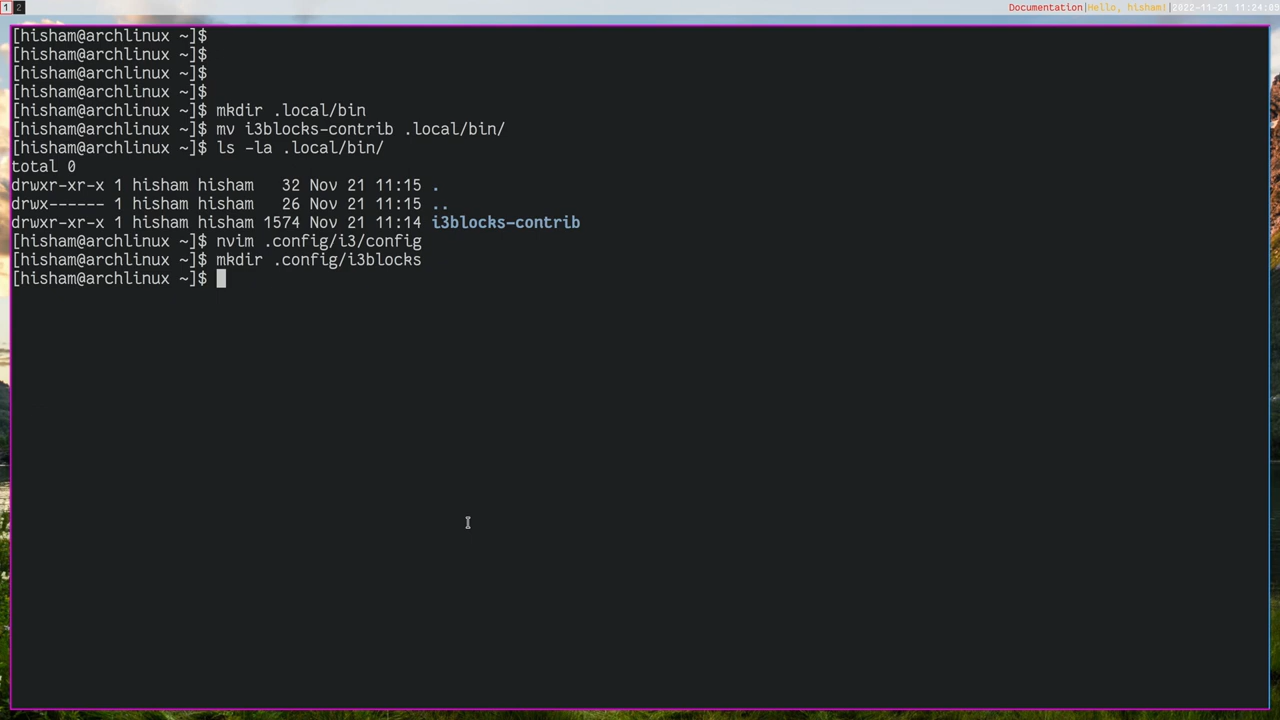 1 2 Documentation|Hello, hisham!|2022-11-21 11:24:09
[hisham@archlinux ~]$
[hisham@archlinux ~]$
[hisham@archlinux ~]$
[hisham@archlinux ~]$
[hisham@archlinux ~]$ mkdir .local/bin
[hisham@archlinux ~]$ mv i3blocks-contrib .local/bin/
[hisham@archlinux ~]$ ls -la .local/bin/
total 0
drwxr-xr-x 1 hisham hisham   32 Nov 21 11:15 .
drwx------ 1 hisham hisham   26 Nov 21 11:15 ..
drwxr-xr-x 1 hisham hisham 1574 Nov 21 11:14 i3blocks-contrib
[hisham@archlinux ~]$ nvim .config/i3/config
[hisham@archlinux ~]$ mkdir .config/i3blocks
[hisham@archlinux ~]$